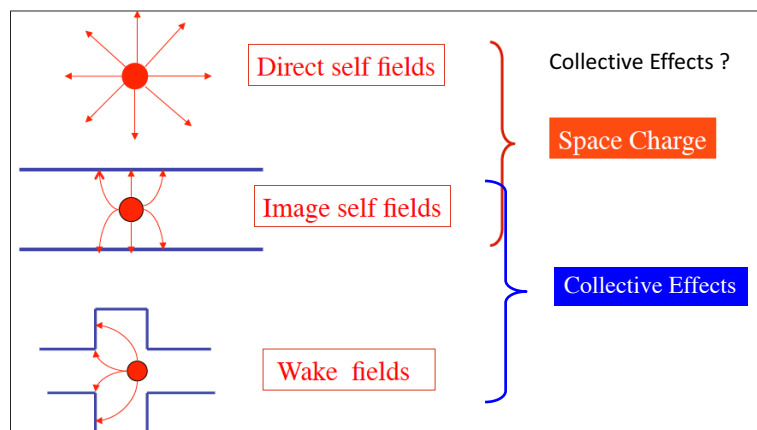 Direct self fields
Collective Effects ?
Space Charge
Image self fields
Collective Effects
Wake fields